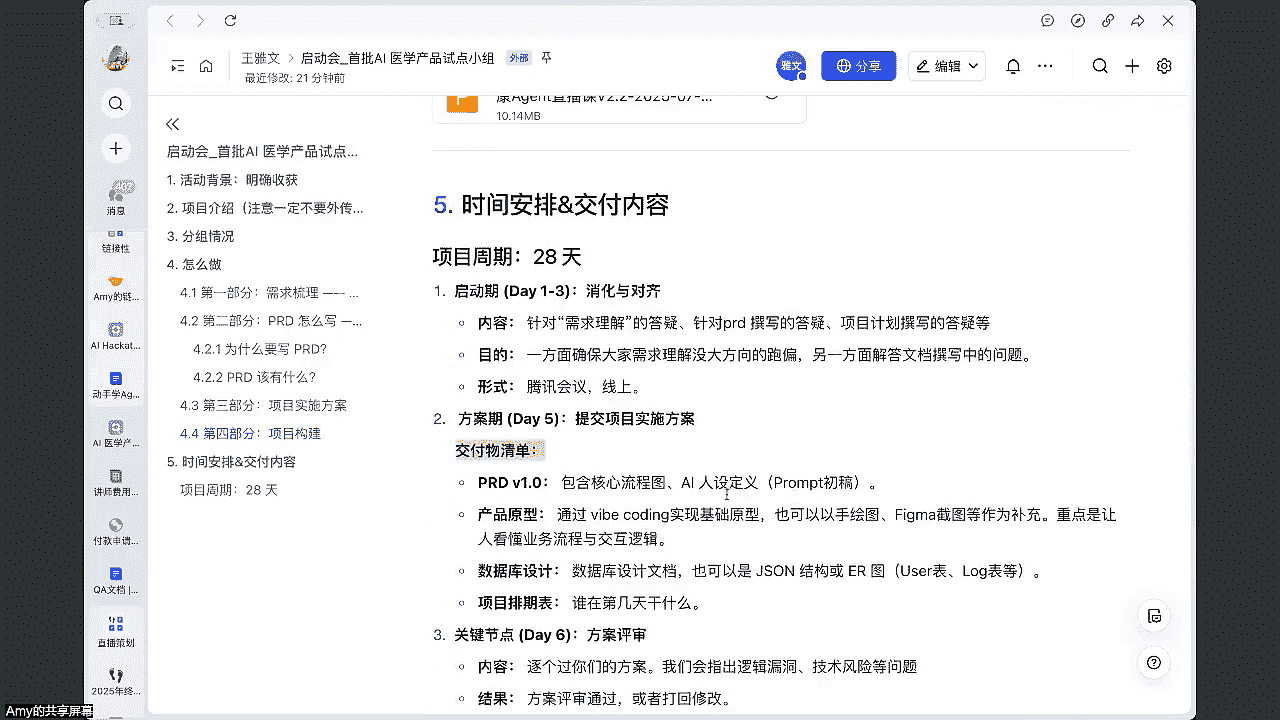 王雅文 > 启动会_首批AI 医学产品试点小组 外部
最近修改: 21 分钟前
雅文
分享
编辑
消息
链接性
Amy的链...
AI Hackat...
动手学Ag...
AI 医学产...
讲师费用...
付款申请...
QA文档 |...
直播策划
2025年终...
启动会_首批AI 医学产品试点...
1. 活动背景：明确收获
2. 项目介绍（注意一定不要外传...
3. 分组情况
4. 怎么做
4.1 第一部分：需求梳理 —— ...
4.2 第二部分：PRD 怎么写 —...
4.2.1 为什么要写 PRD?
4.2.2 PRD 该有什么?
4.3 第三部分：项目实施方案
4.4 第四部分：项目构建
5. 时间安排&交付内容
项目周期：28 天
康Agent直播课V2.2-2025-07-...
10.14MB
5. 时间安排&交付内容
项目周期：28 天
1. 启动期 (Day 1-3)：消化与对齐
内容： 针对“需求理解”的答疑、针对prd 撰写的答疑、项目计划撰写的答疑等
目的： 一方面确保大家需求理解没大方向的跑偏，另一方面解答文档撰写中的问题。
形式： 腾讯会议，线上。
2. 方案期 (Day 5)：提交项目实施方案
交付物清单：
PRD v1.0： 包含核心流程图、AI 人设定义（Prompt初稿）。
产品原型： 通过 vibe coding实现基础原型，也可以以手绘图、Figma截图等作为补充。重点是让
人看懂业务流程与交互逻辑。
数据库设计： 数据库设计文档，也可以是 JSON 结构或 ER 图（User表、Log表等）。
项目排期表： 谁在第几天干什么。
3. 关键节点 (Day 6)：方案评审
内容： 逐个过你们的方案。我们会指出逻辑漏洞、技术风险等问题
结果： 方案评审通过，或者打回修改。
Amy的共享屏幕